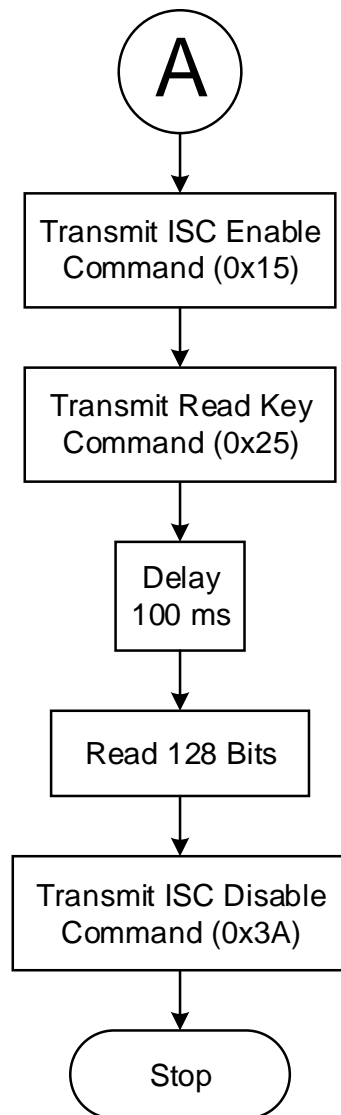 A
Transmit ISC Enable
Command (0x15)
Transmit Read Key
Command (0x25)
Delay
100 ms
Read 128 Bits
Transmit ISC Disable
Command (0x3A)
Stop